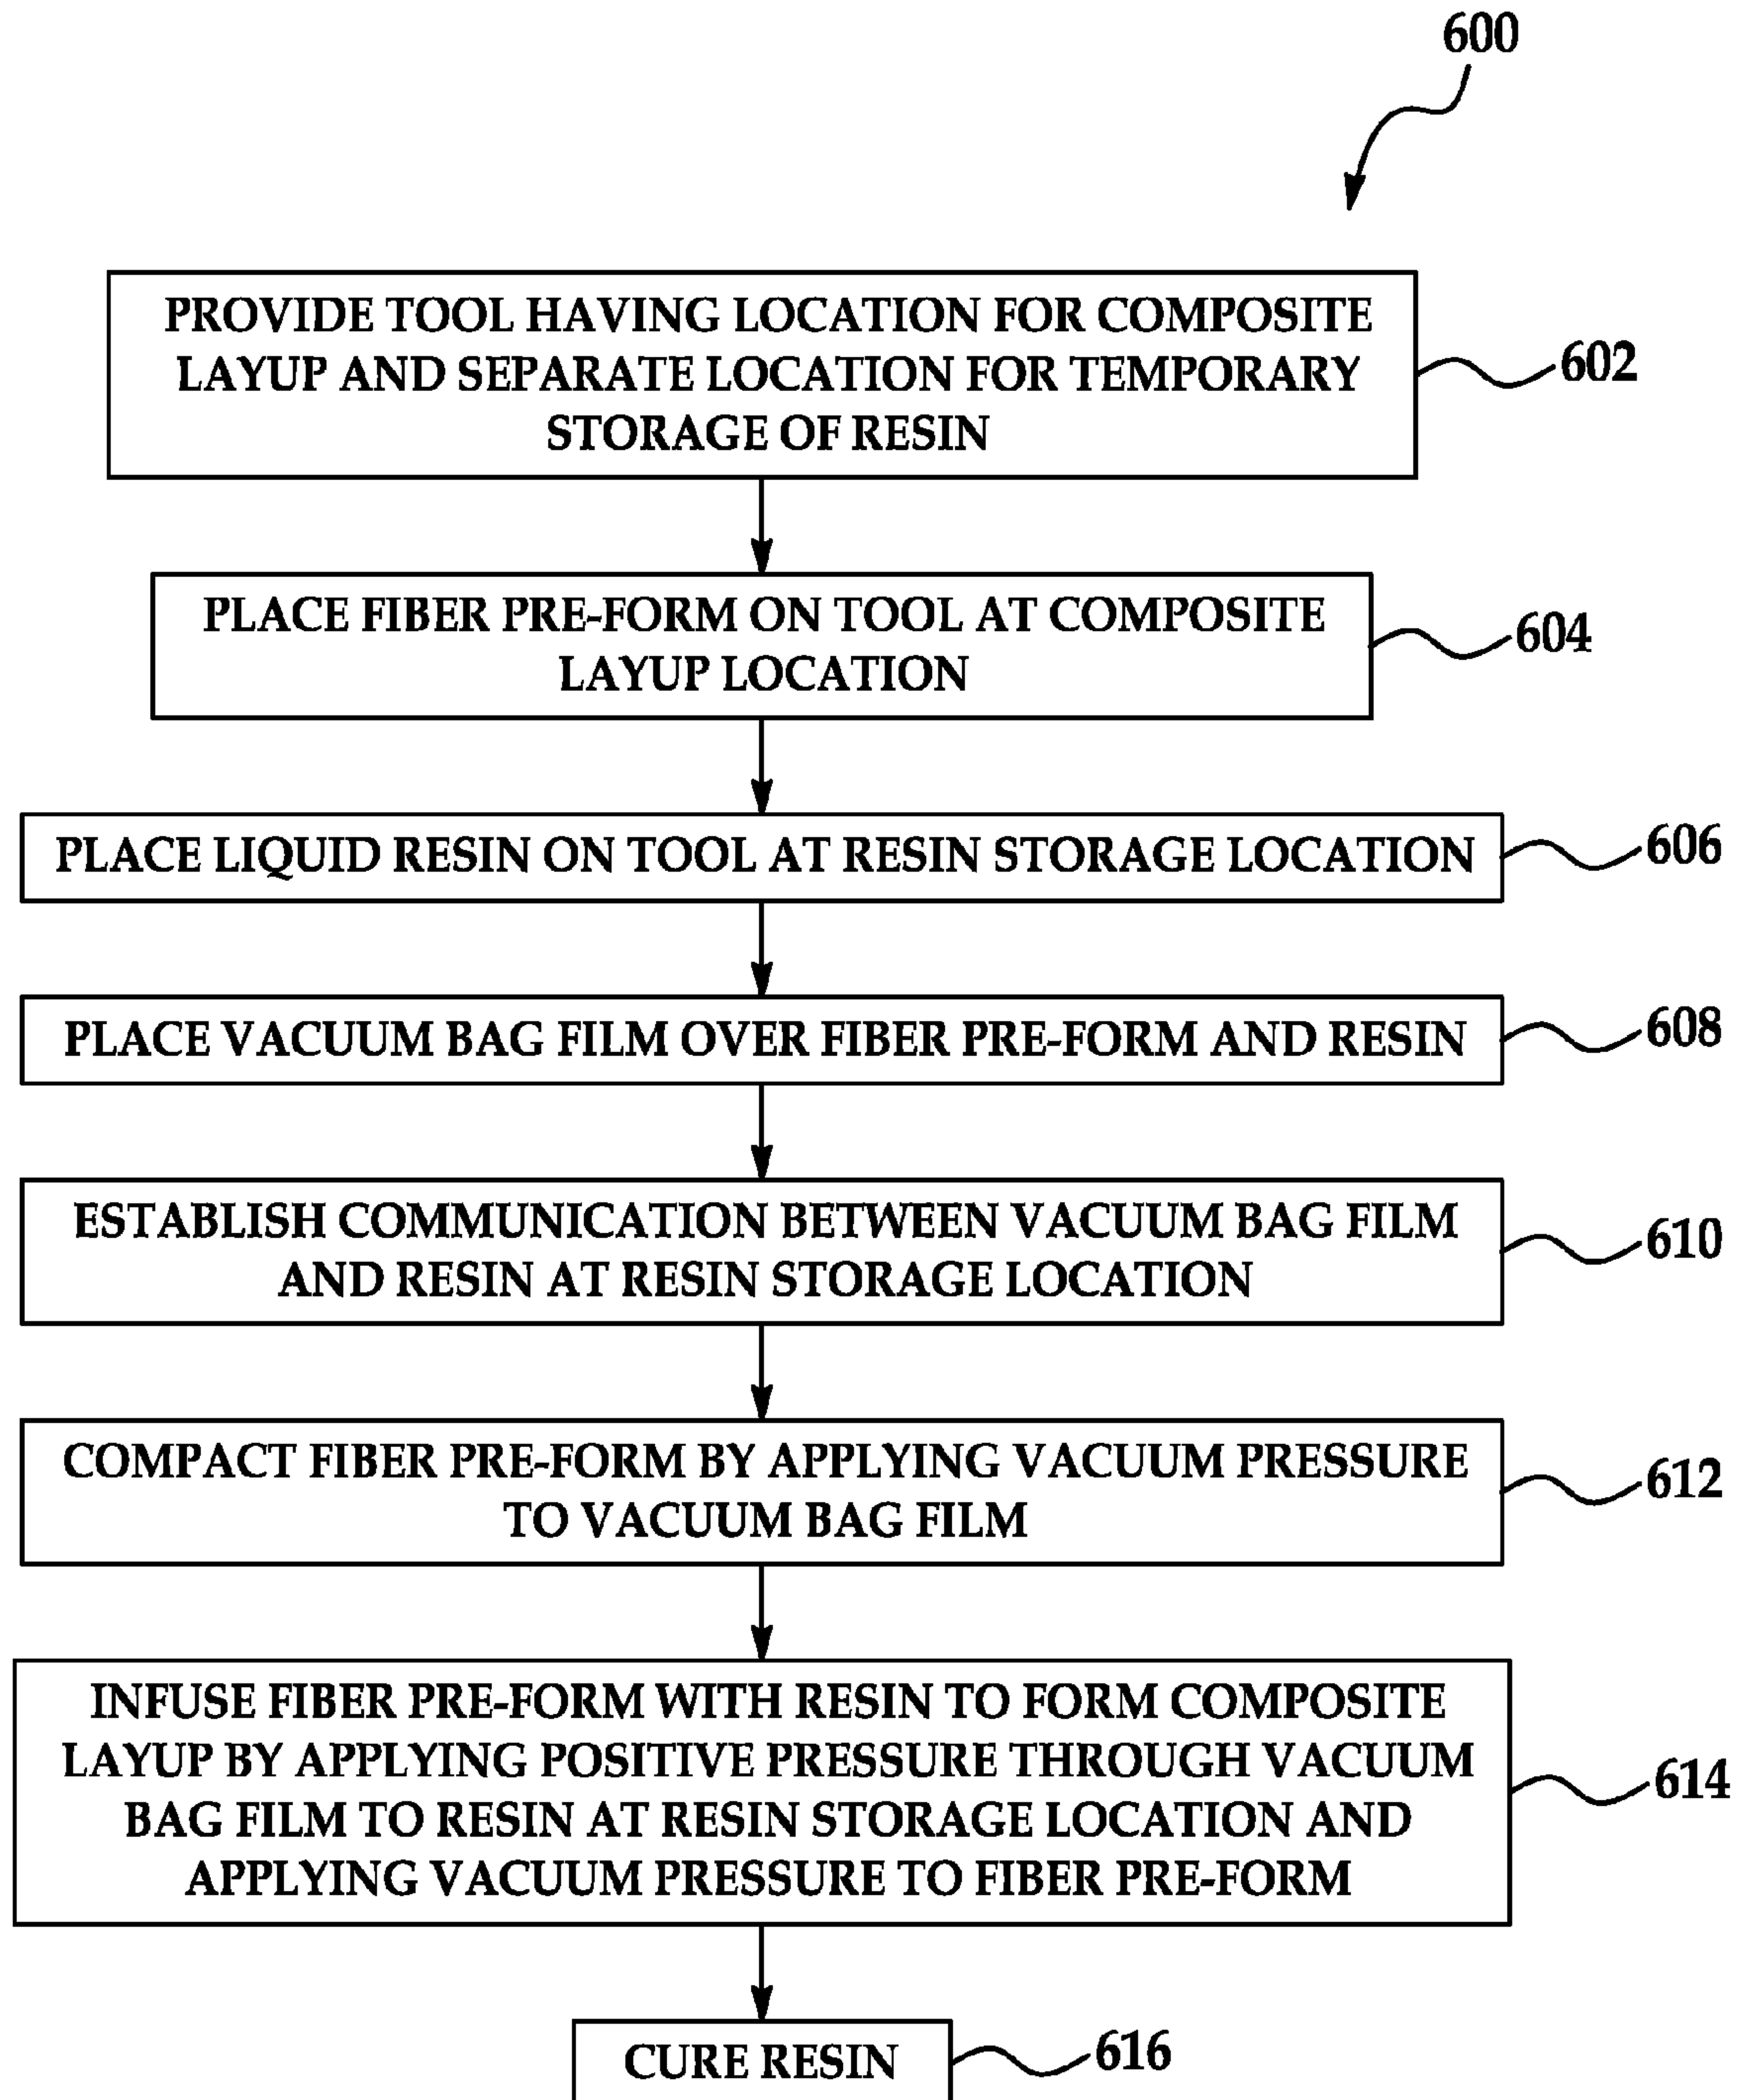 600
PROVIDE TOOL HAVING LOCATION FOR COMPOSITE
LAYUP AND SEPARATE LOCATION FOR TEMPORARY
STORAGE OF RESIN
602
PLACE FIBER PRE-FORM ON TOOL AT COMPOSITE
LAYUP LOCATION
604
PLACE LIQUID RESIN ON TOOL AT RESIN STORAGE LOCATION
606
PLACE VACUUM BAG FILM OVER FIBER PRE-FORM AND RESIN
608
ESTABLISH COMMUNICATION BETWEEN VACUUM BAG FILM
AND RESIN AT RESIN STORAGE LOCATION
610
COMPACT FIBER PRE-FORM BY APPLYING VACUUM PRESSURE
TO VACUUM BAG FILM
612
INFUSE FIBER PRE-FORM WITH RESIN TO FORM COMPOSITE
LAYUP BY APPLYING POSITIVE PRESSURE THROUGH VACUUM
BAG FILM TO RESIN AT RESIN STORAGE LOCATION AND
APPLYING VACUUM PRESSURE TO FIBER PRE-FORM
614
CURE RESIN
616